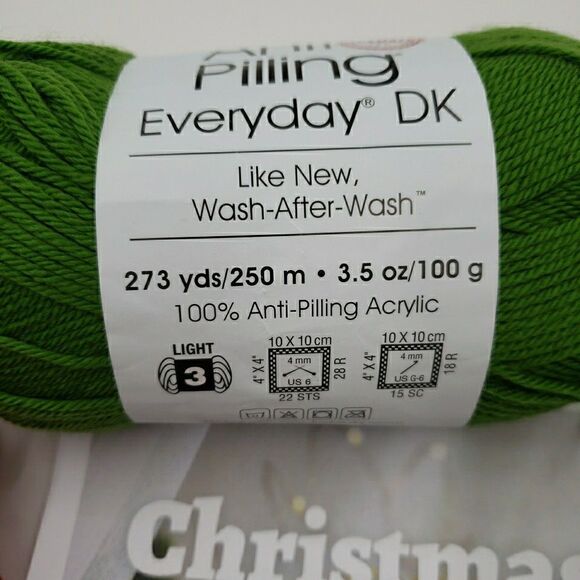 Pilling
Everyday® DK
Like New,
Wash-After-Wash™
273 yds/250 m • 3.5 oz/100 g
100% Anti-Pilling Acrylic
LIGHT
3
10 X 10 cm
4" X 4"
4 mm
US 6
28 R
22 STS
10 X 10 cm
4" X 4"
4 mm
US G-6
18 R
15 SC
Christmas